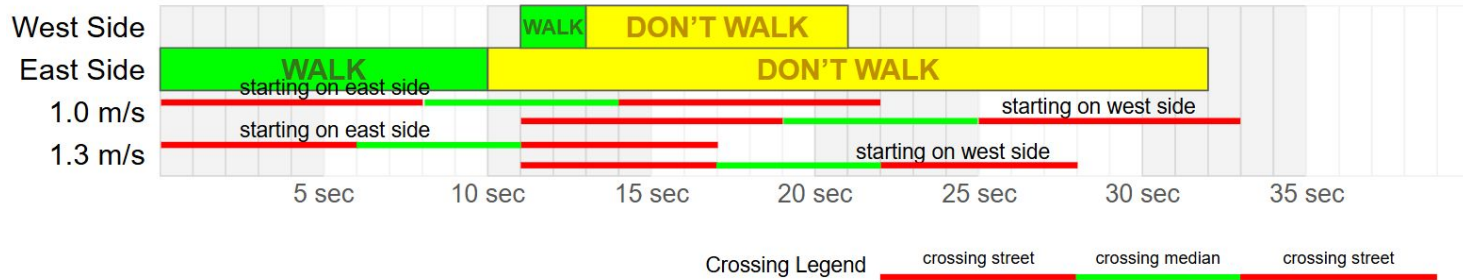 West Side WALK DON'T WALK
East Side WALK DON'T WALK
starting on east side
1.0 m/s starting on west side
starting on east side
1.3 m/s starting on west side
5 sec 10 sec 15 sec 20 sec 25 sec 30 sec 35 sec
Crossing Legend crossing street crossing median crossing street